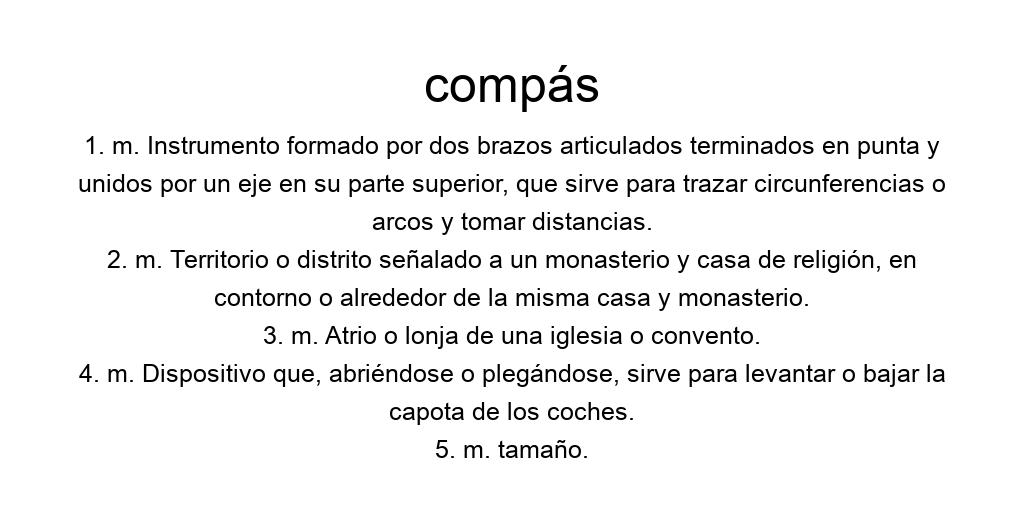 compás
1. m. Instrumento formado por dos brazos articulados terminados en punta y
unidos por un eje en su parte superior, que sirve para trazar circunferencias o
arcos y tomar distancias.
2. m. Territorio o distrito señalado a un monasterio y casa de religión, en
contorno o alrededor de la misma casa y monasterio.
3. m. Atrio o lonja de una iglesia o convento.
4. m. Dispositivo que, abriéndose o plegándose, sirve para levantar o bajar la
capota de los coches.
5. m. tamaño.